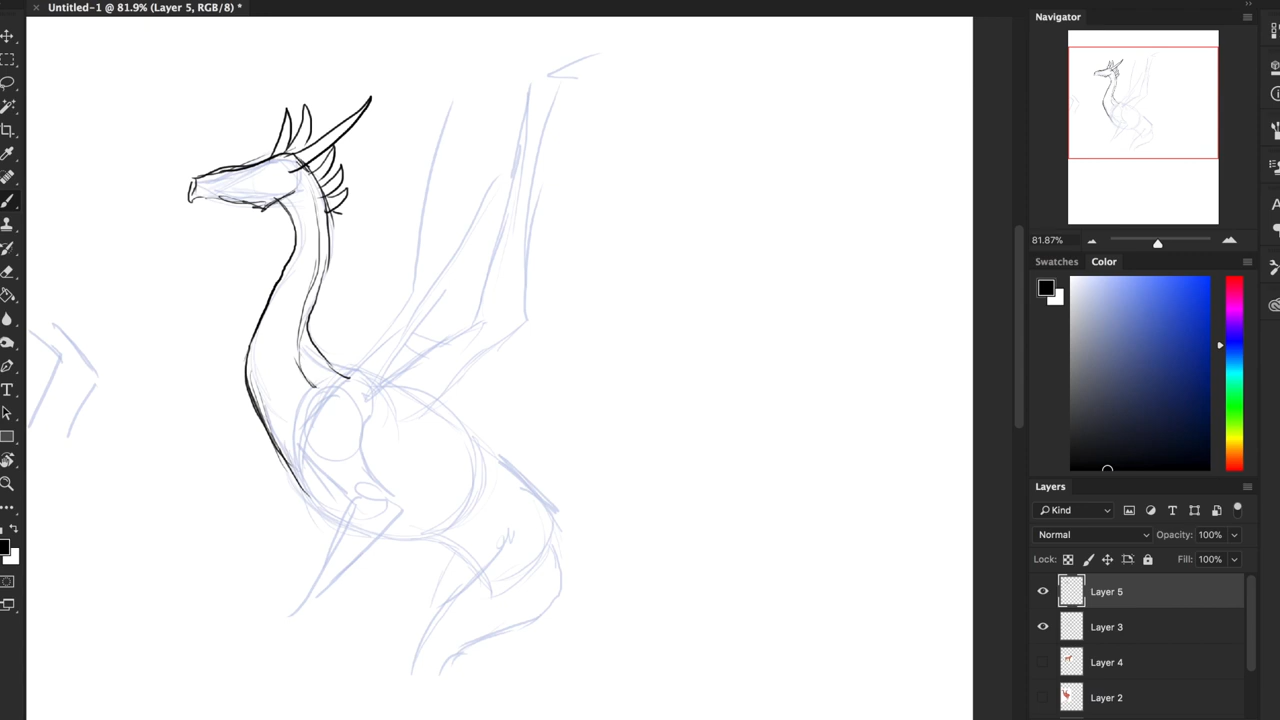 Untitled-1 @ 81.9% (Layer 5, RGB/8) *
Navigator
81.87%
Swatches Color
Layers
Kind
Normal Opacity: 100%
Lock: Fill: 100%
Layer 5
Layer 3
Layer 4
Layer 2